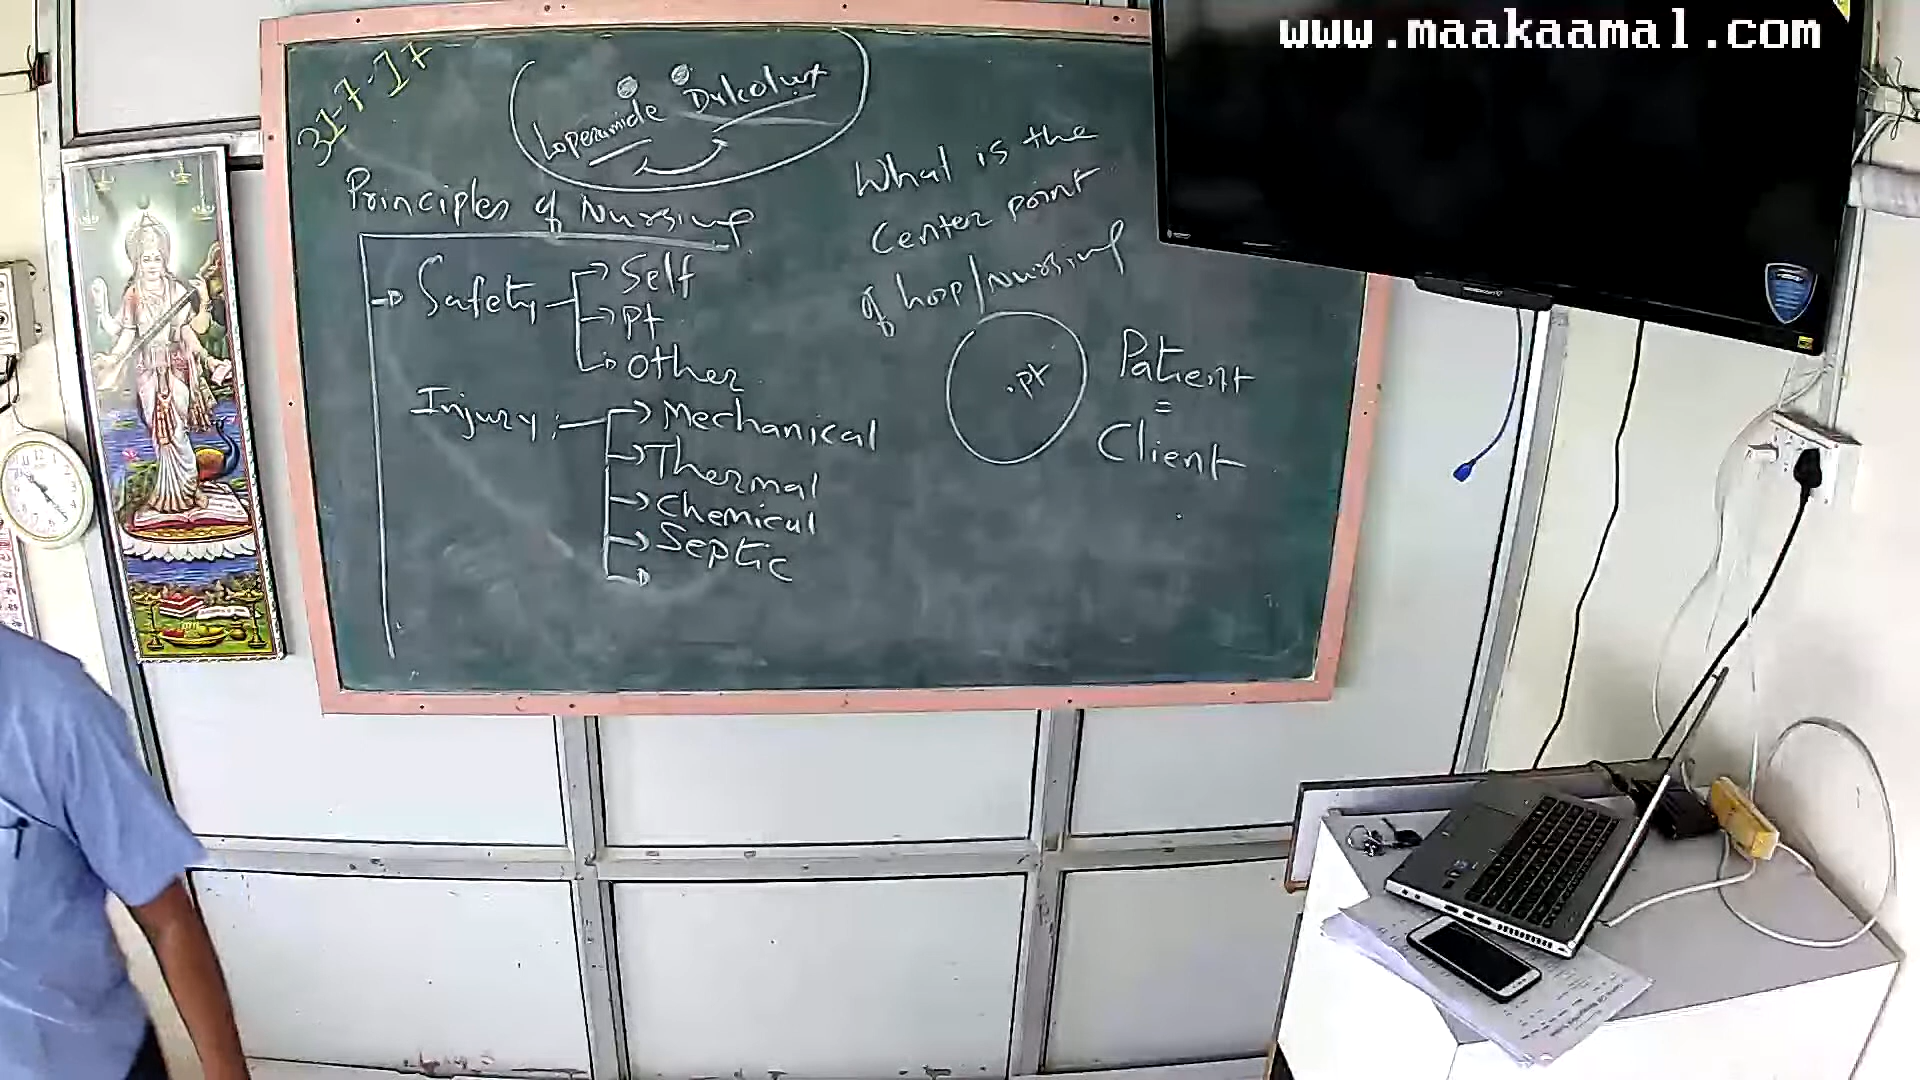 www.maakaamal.com
31-7-17
Loperamide Dulcolux
Principles of Nursing
Safety
Self
Pt
Other
Injury:
Mechanical
Thermal
Chemical
Septic
What is the
Center point
of hosp/Nursing
.pt
Patient
=
Client